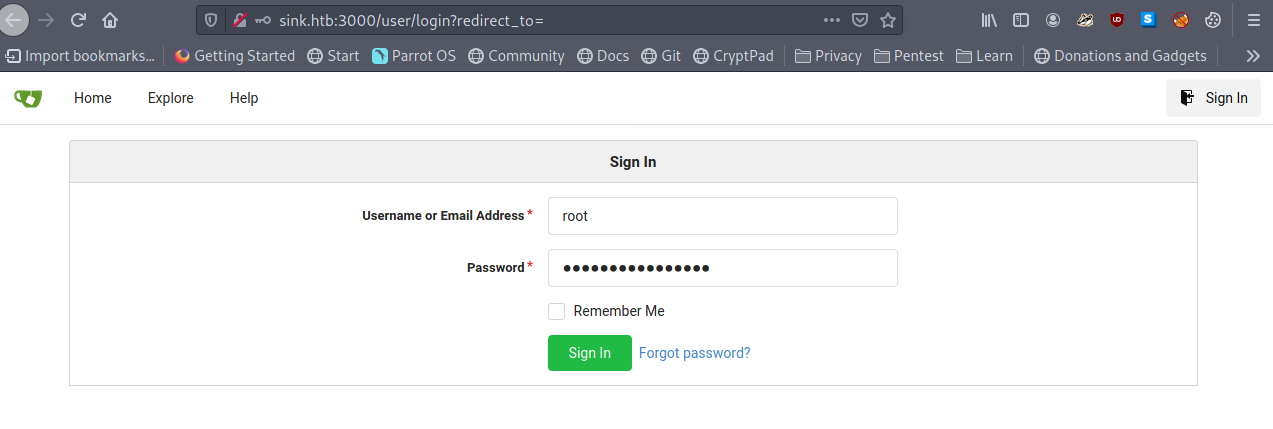 sink.htb:3000/user/login?redirect_to=
Import bookmarks... Getting Started Start Parrot OS Community Docs Git CryptPad Privacy Pentest Learn Donations and Gadgets
Home Explore Help Sign In
Sign In
Username or Email Address *
root
Password *
●●●●●●●●●●●●●●●●
Remember Me
Sign In Forgot password?